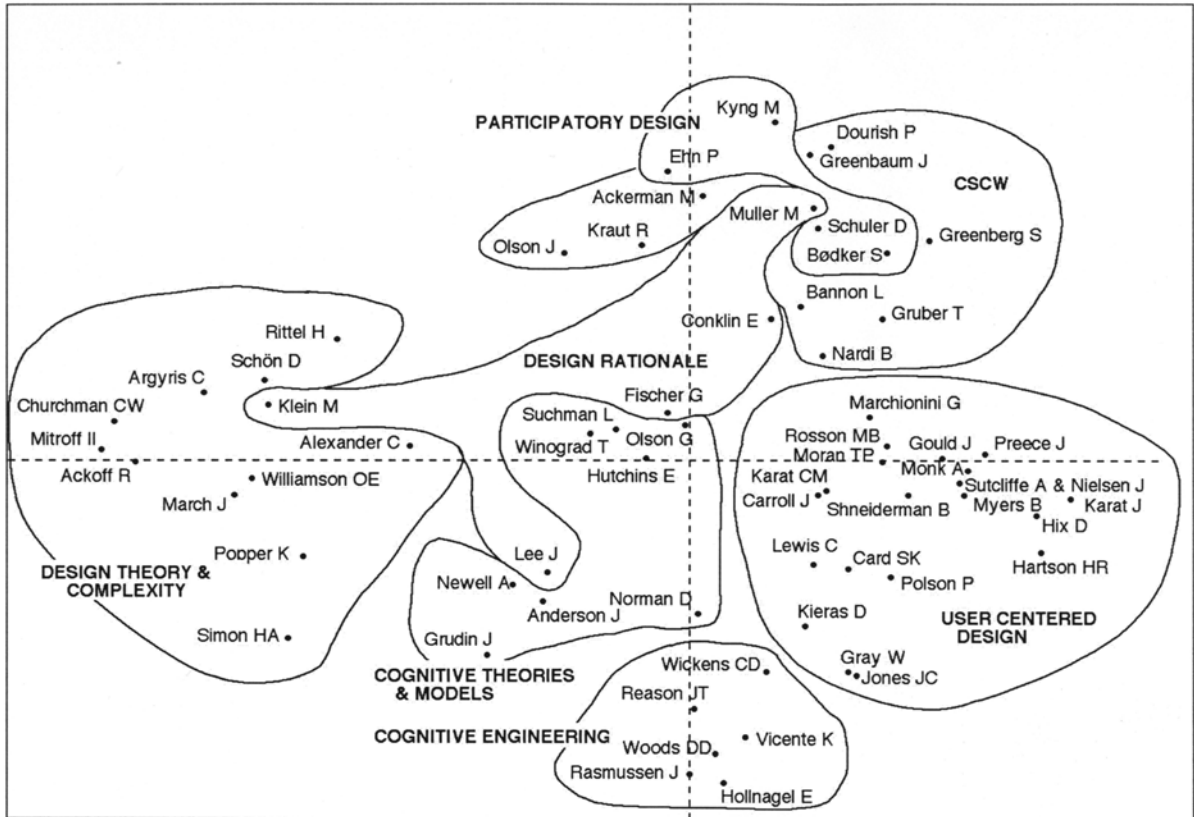 Kyng M
PARTICIPATORY DESIGN
Dourish P
Greenbaum J
Ehn P
CSCW
Ackerman M
Muller M
Schuler D
Kraut R
Greenberg S
Olson J
Bødker S
Bannon L
Gruber T
Conklin E
Rittel H
Nardi B
DESIGN RATIONALE
Schön D
Argyris C
Fischer G
Marchionini G
Klein M
Churchman CW
Suchman L
Mitroff II
Alexander C
Winograd T
Olson G
Rosson MB
Gould J
Preece J
Moran TP
Ackoff R
Hutchins E
Monk A
Williamson OE
Karat CM
Sutcliffe A & Nielsen J
March J
Carroll J
Shneiderman B
Myers B
Karat J
Hix D
Popper K
Lee J
Lewis C
Card SK
Hartson HR
DESIGN THEORY &
COMPLEXITY
Newell A
Polson P
Anderson J
Norman D
Kieras D
USER CENTERED
DESIGN
Simon HA
Grudin J
COGNITIVE THEORIES
& MODELS
Wickens CD
Gray W
Jones JC
Reason JT
COGNITIVE ENGINEERING
Vicente K
Woods DD
Rasmussen J
Hollnagel E